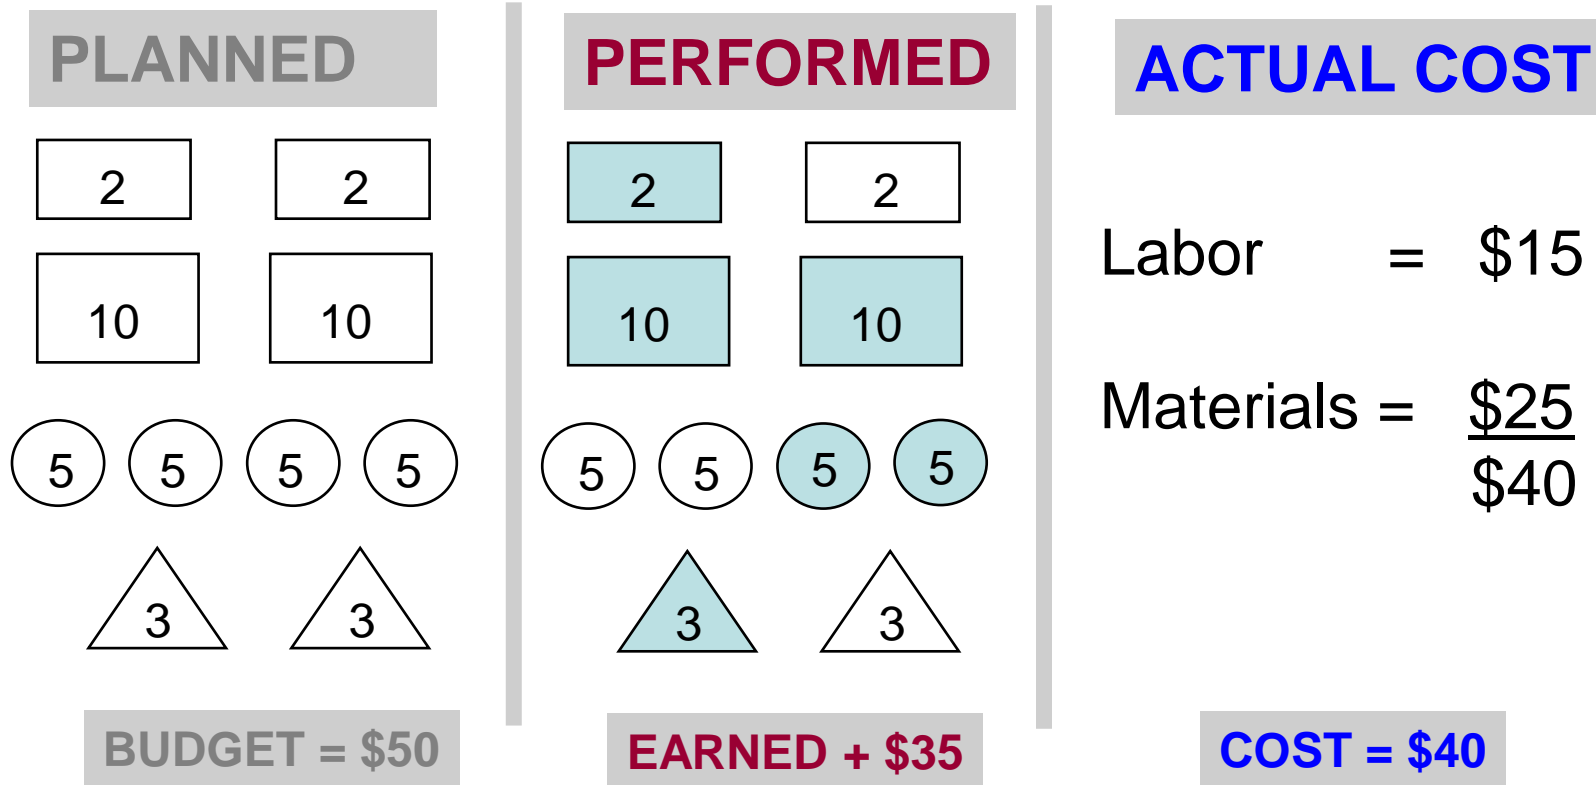 PLANNED
2 2
10 10
5 5 5 5
3 3
BUDGET = $50
PERFORMED
2 2
10 10
5 5 5 5
3 3
EARNED + $35
ACTUAL COST
Labor = $15
Materials = $25
$40
COST = $40